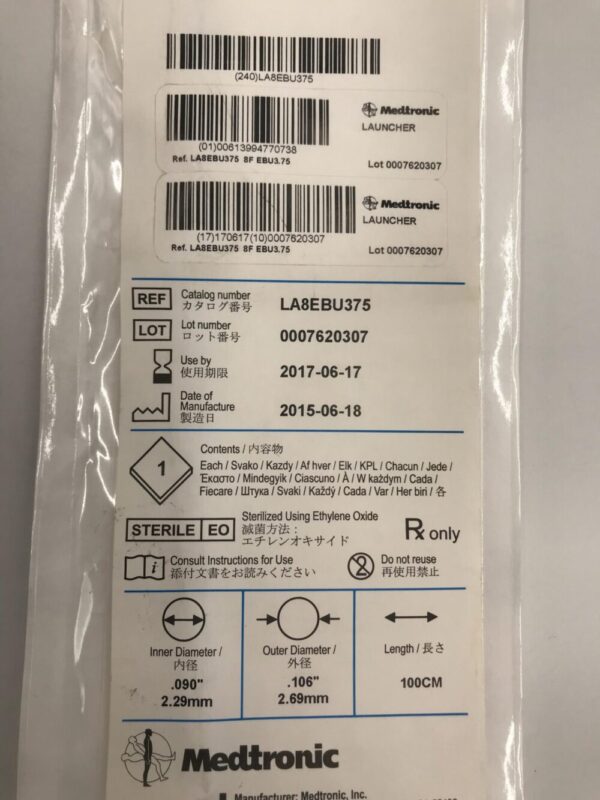 (240)LA8EBU375
Medtronic
LAUNCHER
(01)00613994770738
Ref. LA8EBU375 8F EBU3.75
Lot 0007620307
Medtronic
LAUNCHER
(17)170617(10)0007620307
Ref. LA8EBU375 8F EBU3.75
Lot 0007620307
REF Catalog number
カタログ番号
LA8EBU375
LOT Lot number
ロット番号
0007620307
Use by
使用期限
2017-06-17
Date of
Manufacture
製造日
2015-06-18
1
Contents / 内容物
Each / Svako / Kazdy / Af hver / Elk / KPL / Chacun / Jede /
Έκαστο / Mindegyik / Ciascuno / À / W każdym / Cada /
Fiecare / Штука / Svaki / Každý / Cada / Var / Her biri / 各
STERILE EO
Sterilized Using Ethylene Oxide
滅菌方法：
エチレンオキサイド
Rx only
i
Consult Instructions for Use
添付文書をお読みください
2
Do not reuse
再使用禁止
Inner Diameter /
内径
.090"
2.29mm
Outer Diameter /
外径
.106"
2.69mm
Length / 長さ
100CM
Medtronic
Manufacturer: Medtronic, Inc.